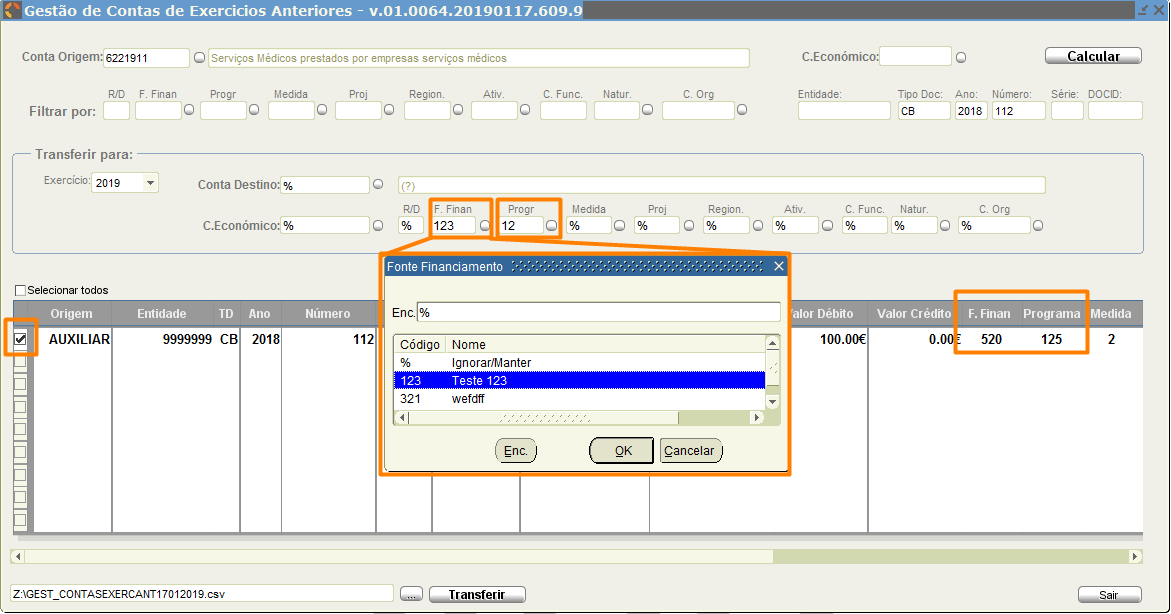 Gestão de Contas de Exercicios Anteriores - v.01.0064.20190117.609.9
Conta Origem: 6221911 Serviços Médicos prestados por empresas serviços médicos C.Económico: Calcular
R/D F. Finan Progr Medida Proj Region. Ativ. C. Func. Natur. C. Org Entidade: Tipo Doc: Ano: Número: Série: DOCID:
Filtrar por: CB 2018 112
Transferir para:
Exercício: 2019 Conta Destino: % (?)
R/D F. Finan Progr Medida Proj Region. Ativ. C. Func. Natur. C. Org
C.Económico: % % 123 12 % % % % % % %
Fonte Financiamento
Selecionar todos
Enc. %
Origem Entidade TD Ano Número Valor Débito Valor Crédito F. Finan Programa Medida
AUXILIAR 9999999 CB 2018 112 100.00€ 0.00€ 520 125 2
Código Nome
% Ignorar/Manter
123 Teste 123
321 wefdff
Enc. OK Cancelar
Z:\GEST_CONTASEXERCANT17012019.csv ... Transferir Sair